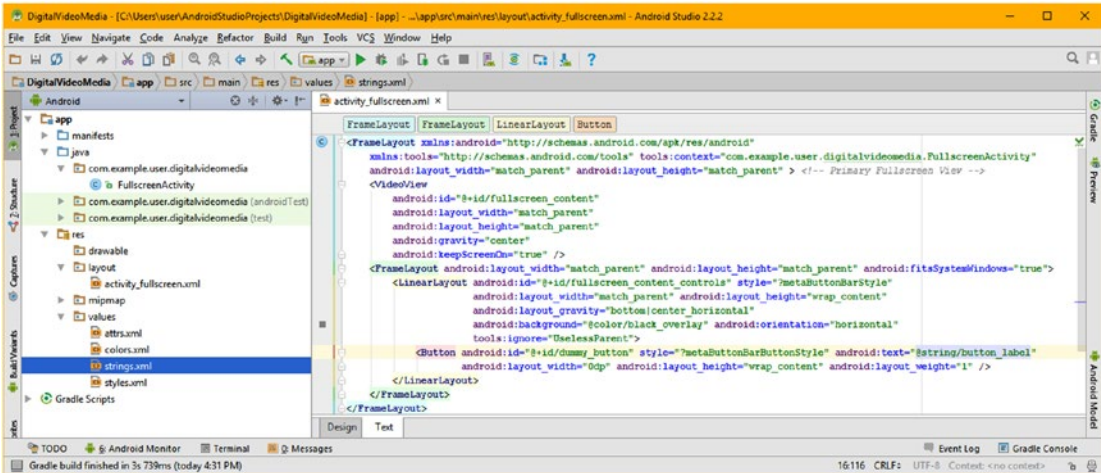 DigitalVideoMedia - [C:\Users\user\AndroidStudioProjects\DigitalVideoMedia] - [app] - ...\app\src\main\res\layout\activity_fullscreen.xml - Android Studio 2.2.2
File Edit View Navigate Code Analyze Refactor Build Run Tools VCS Window Help
app
DigitalVideoMedia app src main res values strings.xml
Android
activity_fullscreen.xml
FrameLayout FrameLayout LinearLayout Button
app
manifests
java
com.example.user.digitalvideomedia
FullscreenActivity
com.example.user.digitalvideomedia (androidTest)
com.example.user.digitalvideomedia (test)
res
drawable
layout
activity_fullscreen.xml
mipmap
values
attrs.xml
colors.xml
strings.xml
styles.xml
Gradle Scripts
<FrameLayout xmlns:android="http://schemas.android.com/apk/res/android"
xmlns:tools="http://schemas.android.com/tools" tools:context="com.example.user.digitalvideomedia.FullscreenActivity"
android:layout_width="match_parent" android:layout_height="match_parent" > <!-- Primary Fullscreen View -->
<VideoView
android:id="@+id/fullscreen_content"
android:layout_width="match_parent"
android:layout_height="match_parent"
android:gravity="center"
android:keepScreenOn="true" />
<FrameLayout android:layout_width="match_parent" android:layout_height="match_parent" android:fitsSystemWindows="true">
<LinearLayout android:id="@+id/fullscreen_content_controls" style="?metaButtonBarStyle"
android:layout_width="match_parent" android:layout_height="wrap_content"
android:layout_gravity="bottom|center_horizontal"
android:background="@color/black_overlay" android:orientation="horizontal"
tools:ignore="UselessParent">
<Button android:id="@+id/dummy_button" style="?metaButtonBarButtonStyle" android:text="@string/button_label"
android:layout_width="0dp" android:layout_height="wrap_content" android:layout_weight="1" />
</LinearLayout>
</FrameLayout>
</FrameLayout>
Design Text
1: Project
7: Structure
Captures
Build Variants
Gradle
Preview
Android Model
TODO 6: Android Monitor Terminal 0: Messages Event Log Gradle Console
Gradle build finished in 3s 739ms (today 4:31 PM) 16:116 CRLF÷ UTF-8 Context: <no context>